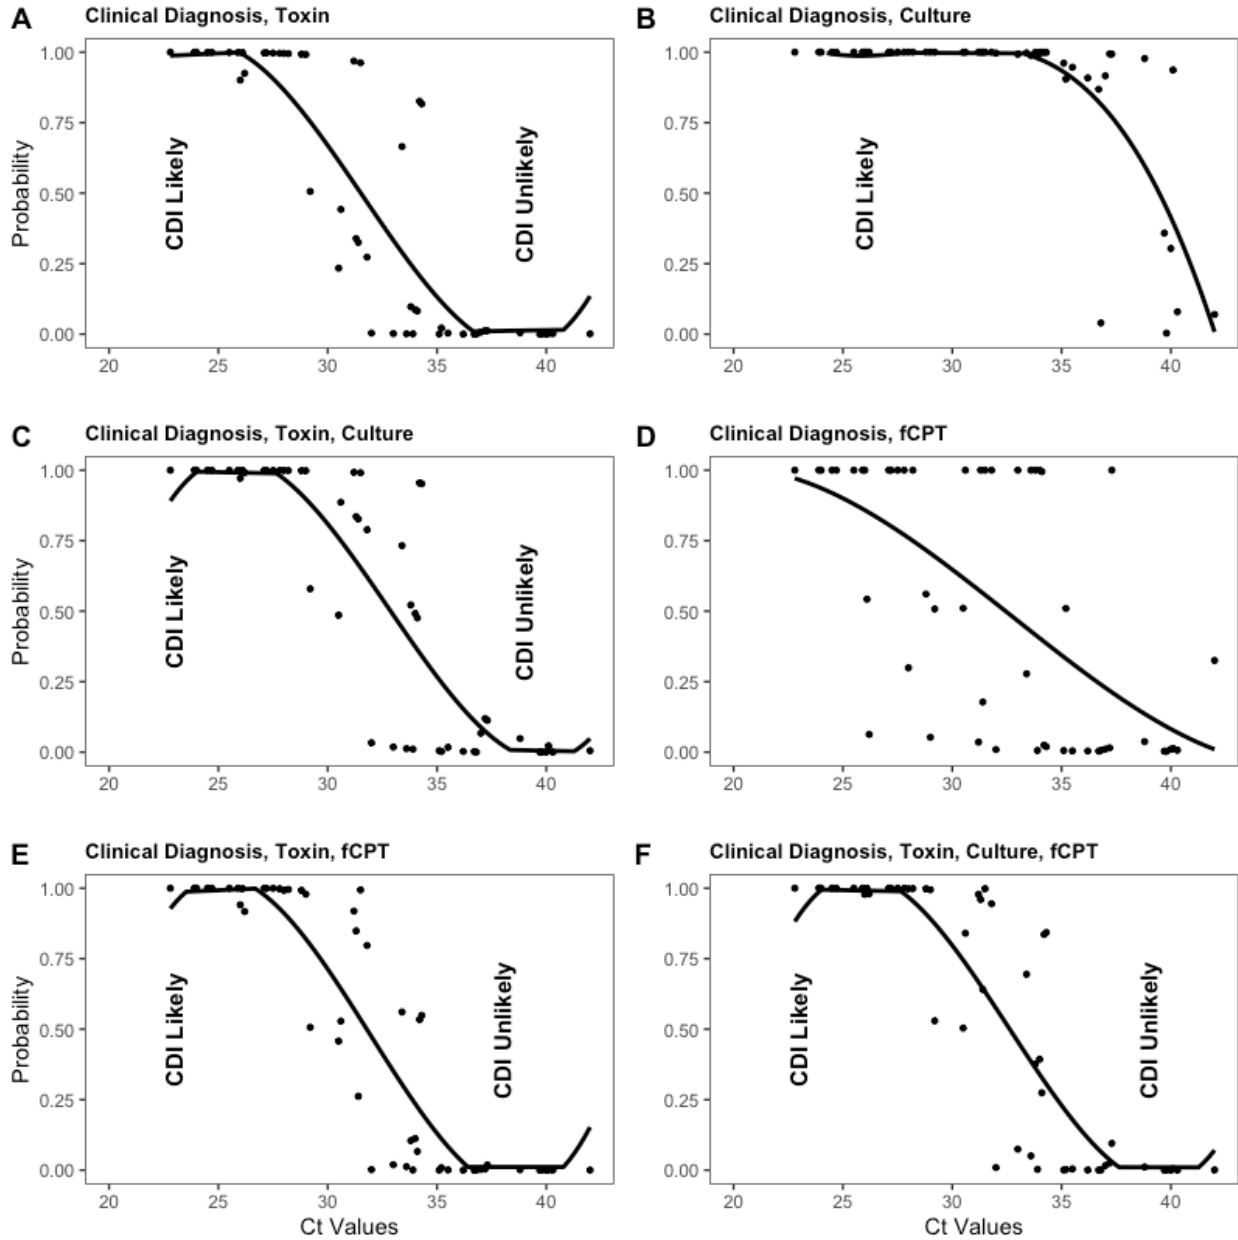 A Clinical Diagnosis, Toxin
1.00
0.75
0.50
0.25
0.00
Probability
CDI Likely
CDI Unlikely
20 25 30 35 40
B Clinical Diagnosis, Culture
1.00
0.75
0.50
0.25
0.00
CDI Likely
20 25 30 35 40
C Clinical Diagnosis, Toxin, Culture
1.00
0.75
0.50
0.25
0.00
Probability
CDI Likely
CDI Unlikely
20 25 30 35 40
D Clinical Diagnosis, fCPT
1.00
0.75
0.50
0.25
0.00
20 25 30 35 40
E Clinical Diagnosis, Toxin, fCPT
1.00
0.75
0.50
0.25
0.00
Probability
CDI Likely
CDI Unlikely
20 25 30 35 40
Ct Values
F Clinical Diagnosis, Toxin, Culture, fCPT
1.00
0.75
0.50
0.25
0.00
CDI Likely
CDI Unlikely
20 25 30 35 40
Ct Values